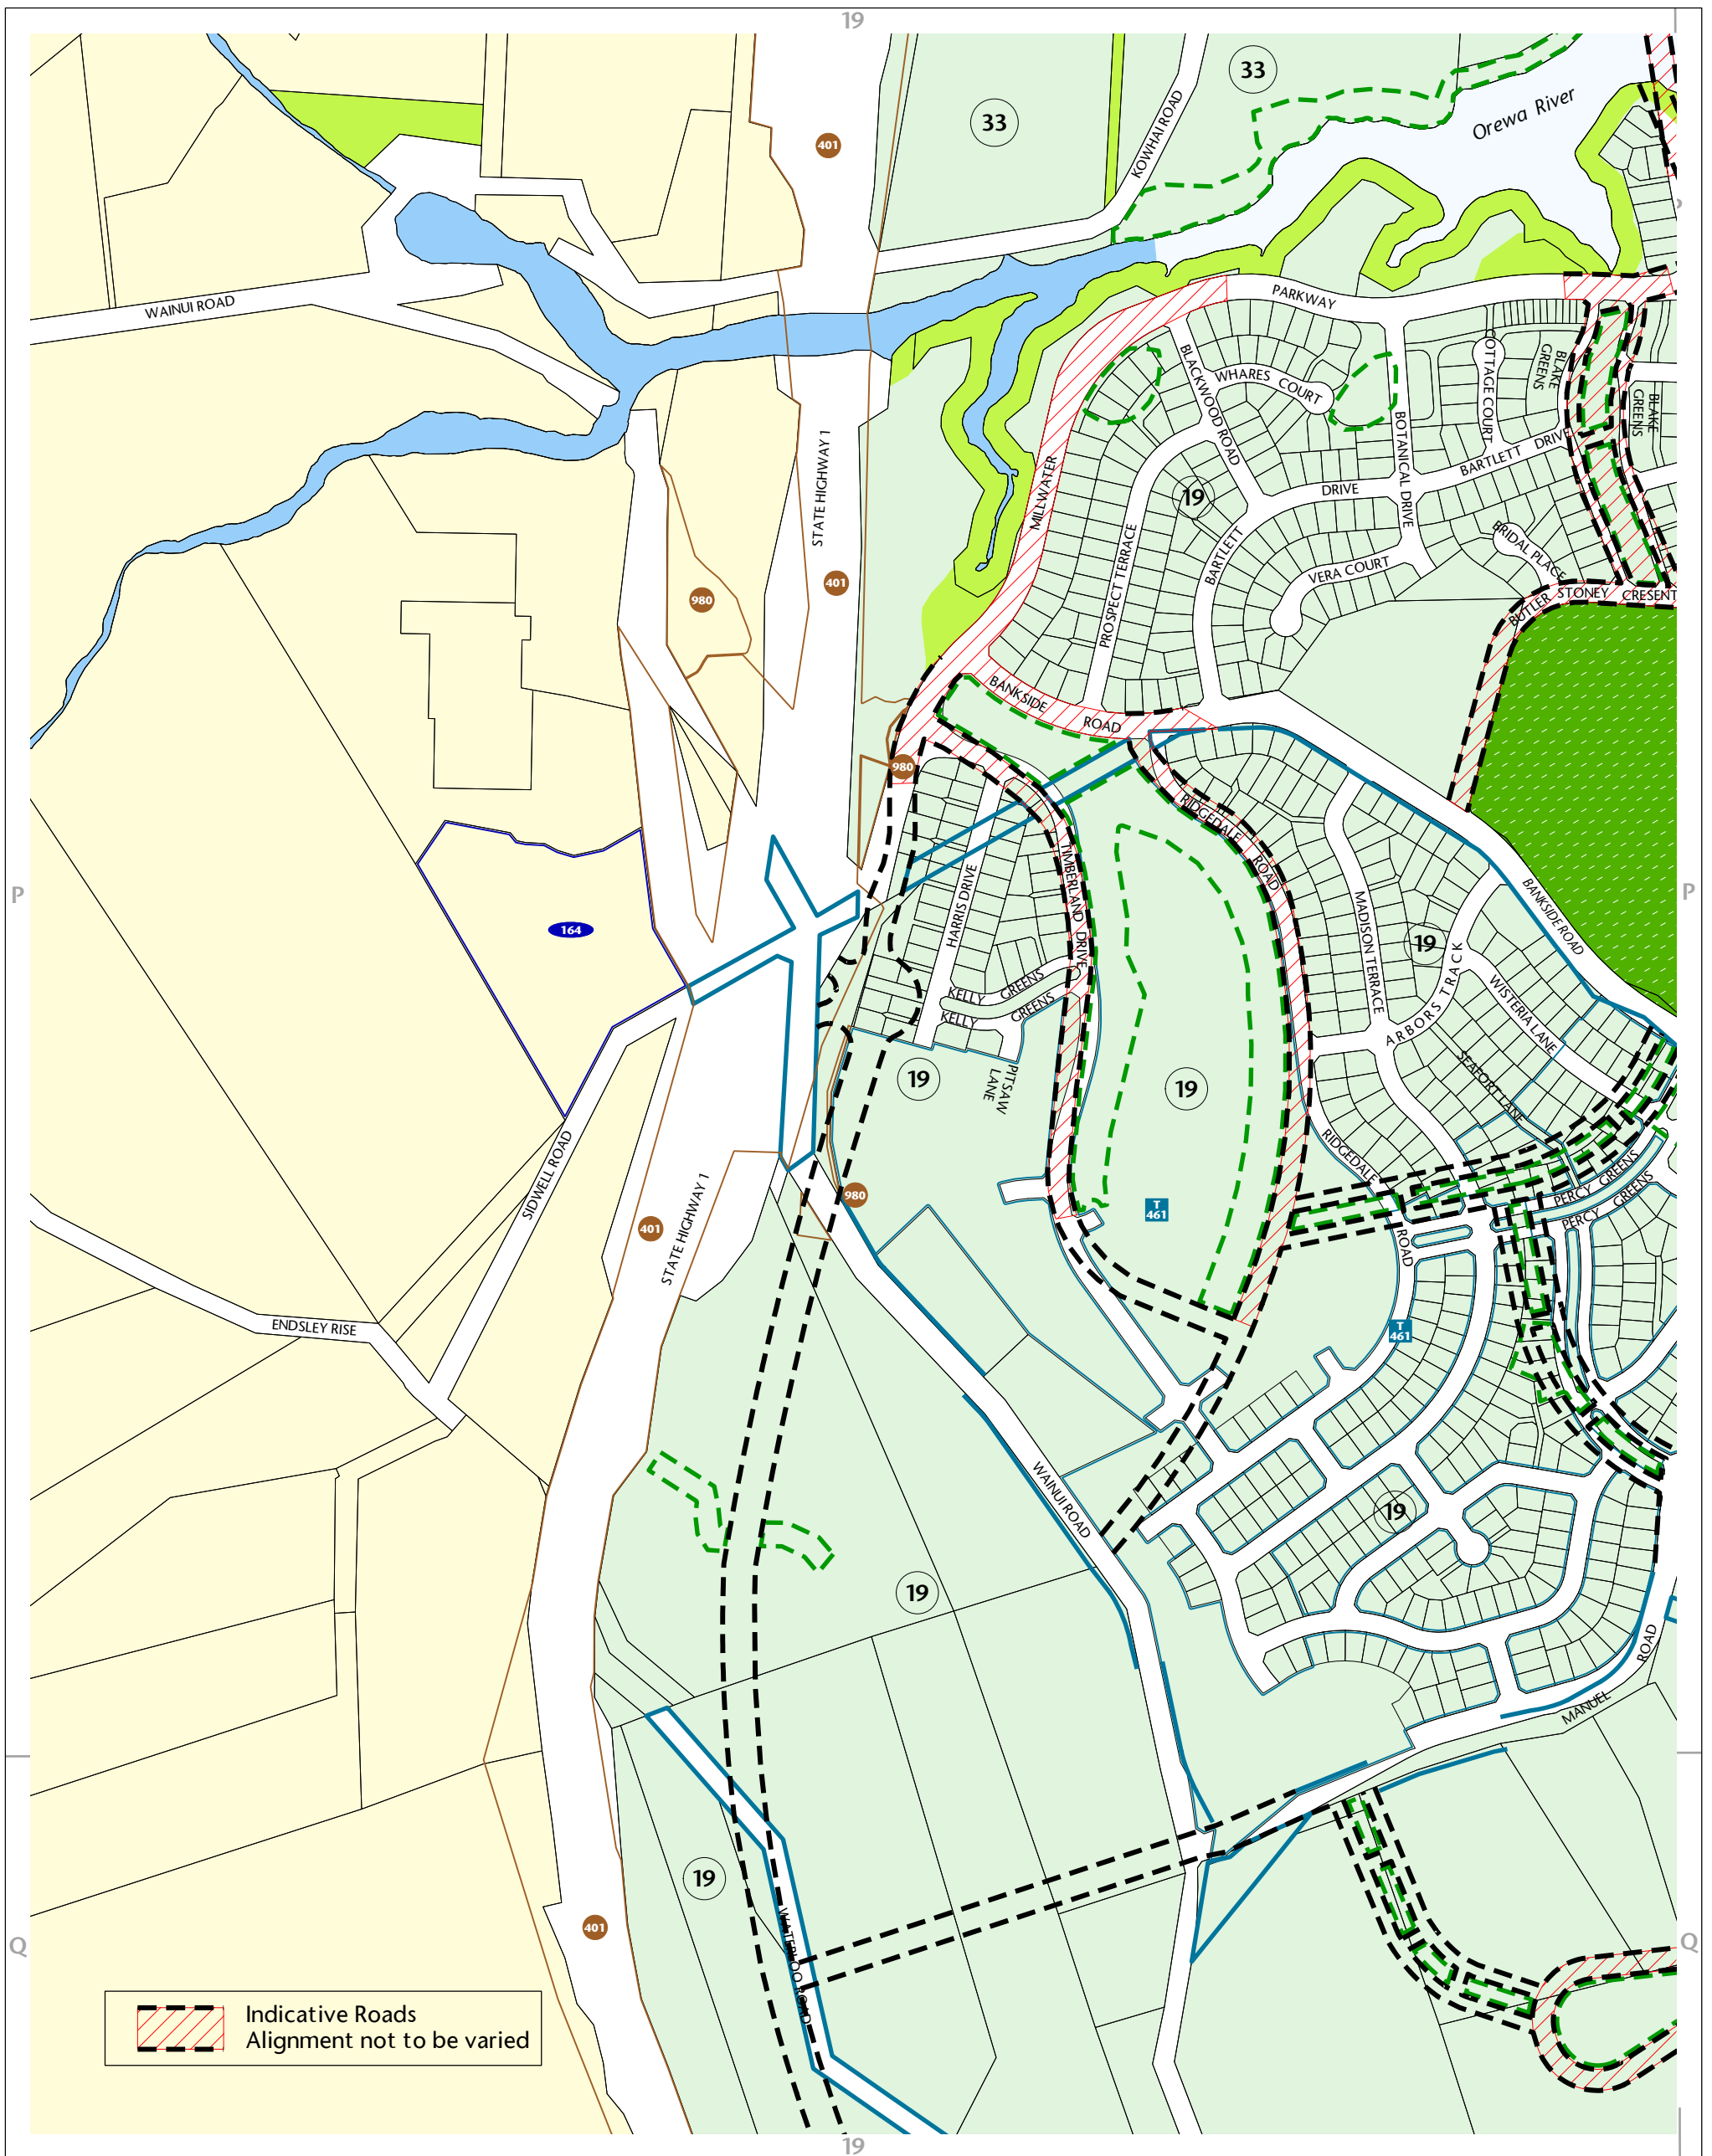 19
33
33
401
KOWHAI ROAD
Orewa River
WAINUI ROAD
PARKWAY
BLACKWOOD ROAD
WHARES COURT
COTTAGE COURT
BLAKE
GREENS
BLAKE
GREENS
BOTANICAL DRIVE
BARTLETT DRIVE
STATE HIGHWAY 1
MILLWATER
19
DRIVE
BARTLETT
PROSPECT TERRACE
VERA COURT
BRIDAL PLACE
BUTLER STONEY CRESENT
401
980
BANKSIDE
ROAD
980
RIDGEDALE
ROAD
TIMBERLAND DRIVE
HARRIS DRIVE
MADISON TERRACE
BANKSIDE ROAD
P
P
164
19
ARBORS TRACK
WISTERIA LANE
KELLY GREENS
KELLY GREENS
SEAFORT LANE
PITSAW
LANE
19
19
SIDWELL ROAD
RIDGEDALE
ROAD
PERCY GREENS
PERCY GREENS
980
T
461
401
STATE HIGHWAY 1
ENDSLEY RISE
T
461
WAINUI ROAD
19
19
MANUEL
ROAD
19
WATERLOO ROAD
401
Q
Q
Indicative Roads
Alignment not to be varied
19